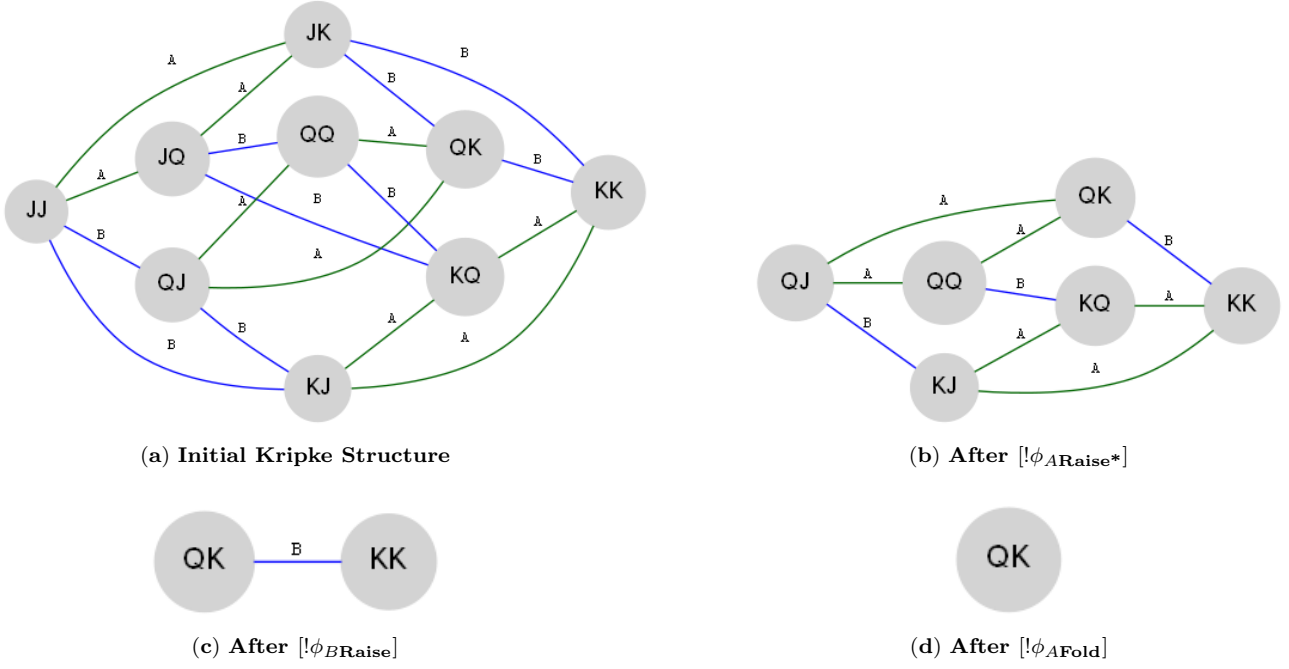 JK
A
B
B
A
QQ
A
QK
JQ
B
B
KK
A
B
JJ
A
B
A
B
A
KQ
QJ
B
A
B
A
KJ
(a) Initial Kripke Structure
QK
A
A
B
QJ
A
QQ
B
KQ
A
KK
B
A
KJ
A
(b) After [!ϕ_ARaise*]
QK
B
KK
(c) After [!ϕ_BRaise]
QK
(d) After [!ϕ_AFold]